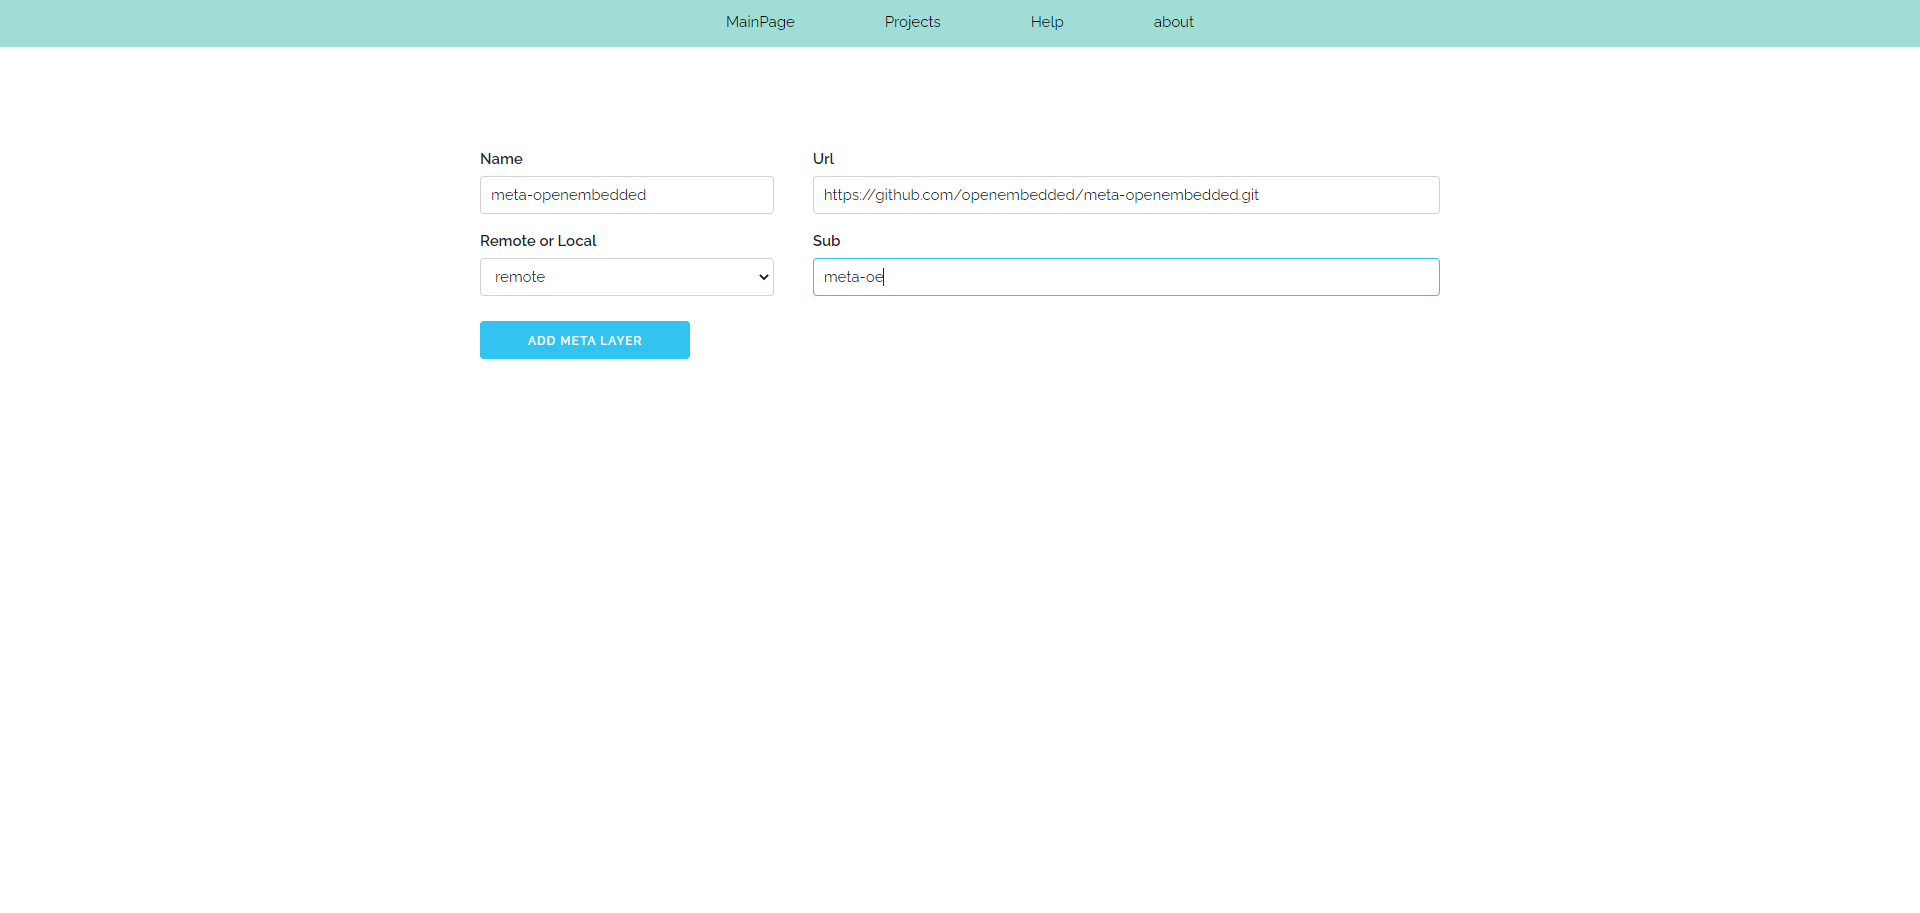 MainPage Projects Help about
Name Url
meta-openembedded https://github.com/openembedded/meta-openembedded.git
Remote or Local Sub
remote meta-oe
ADD META LAYER